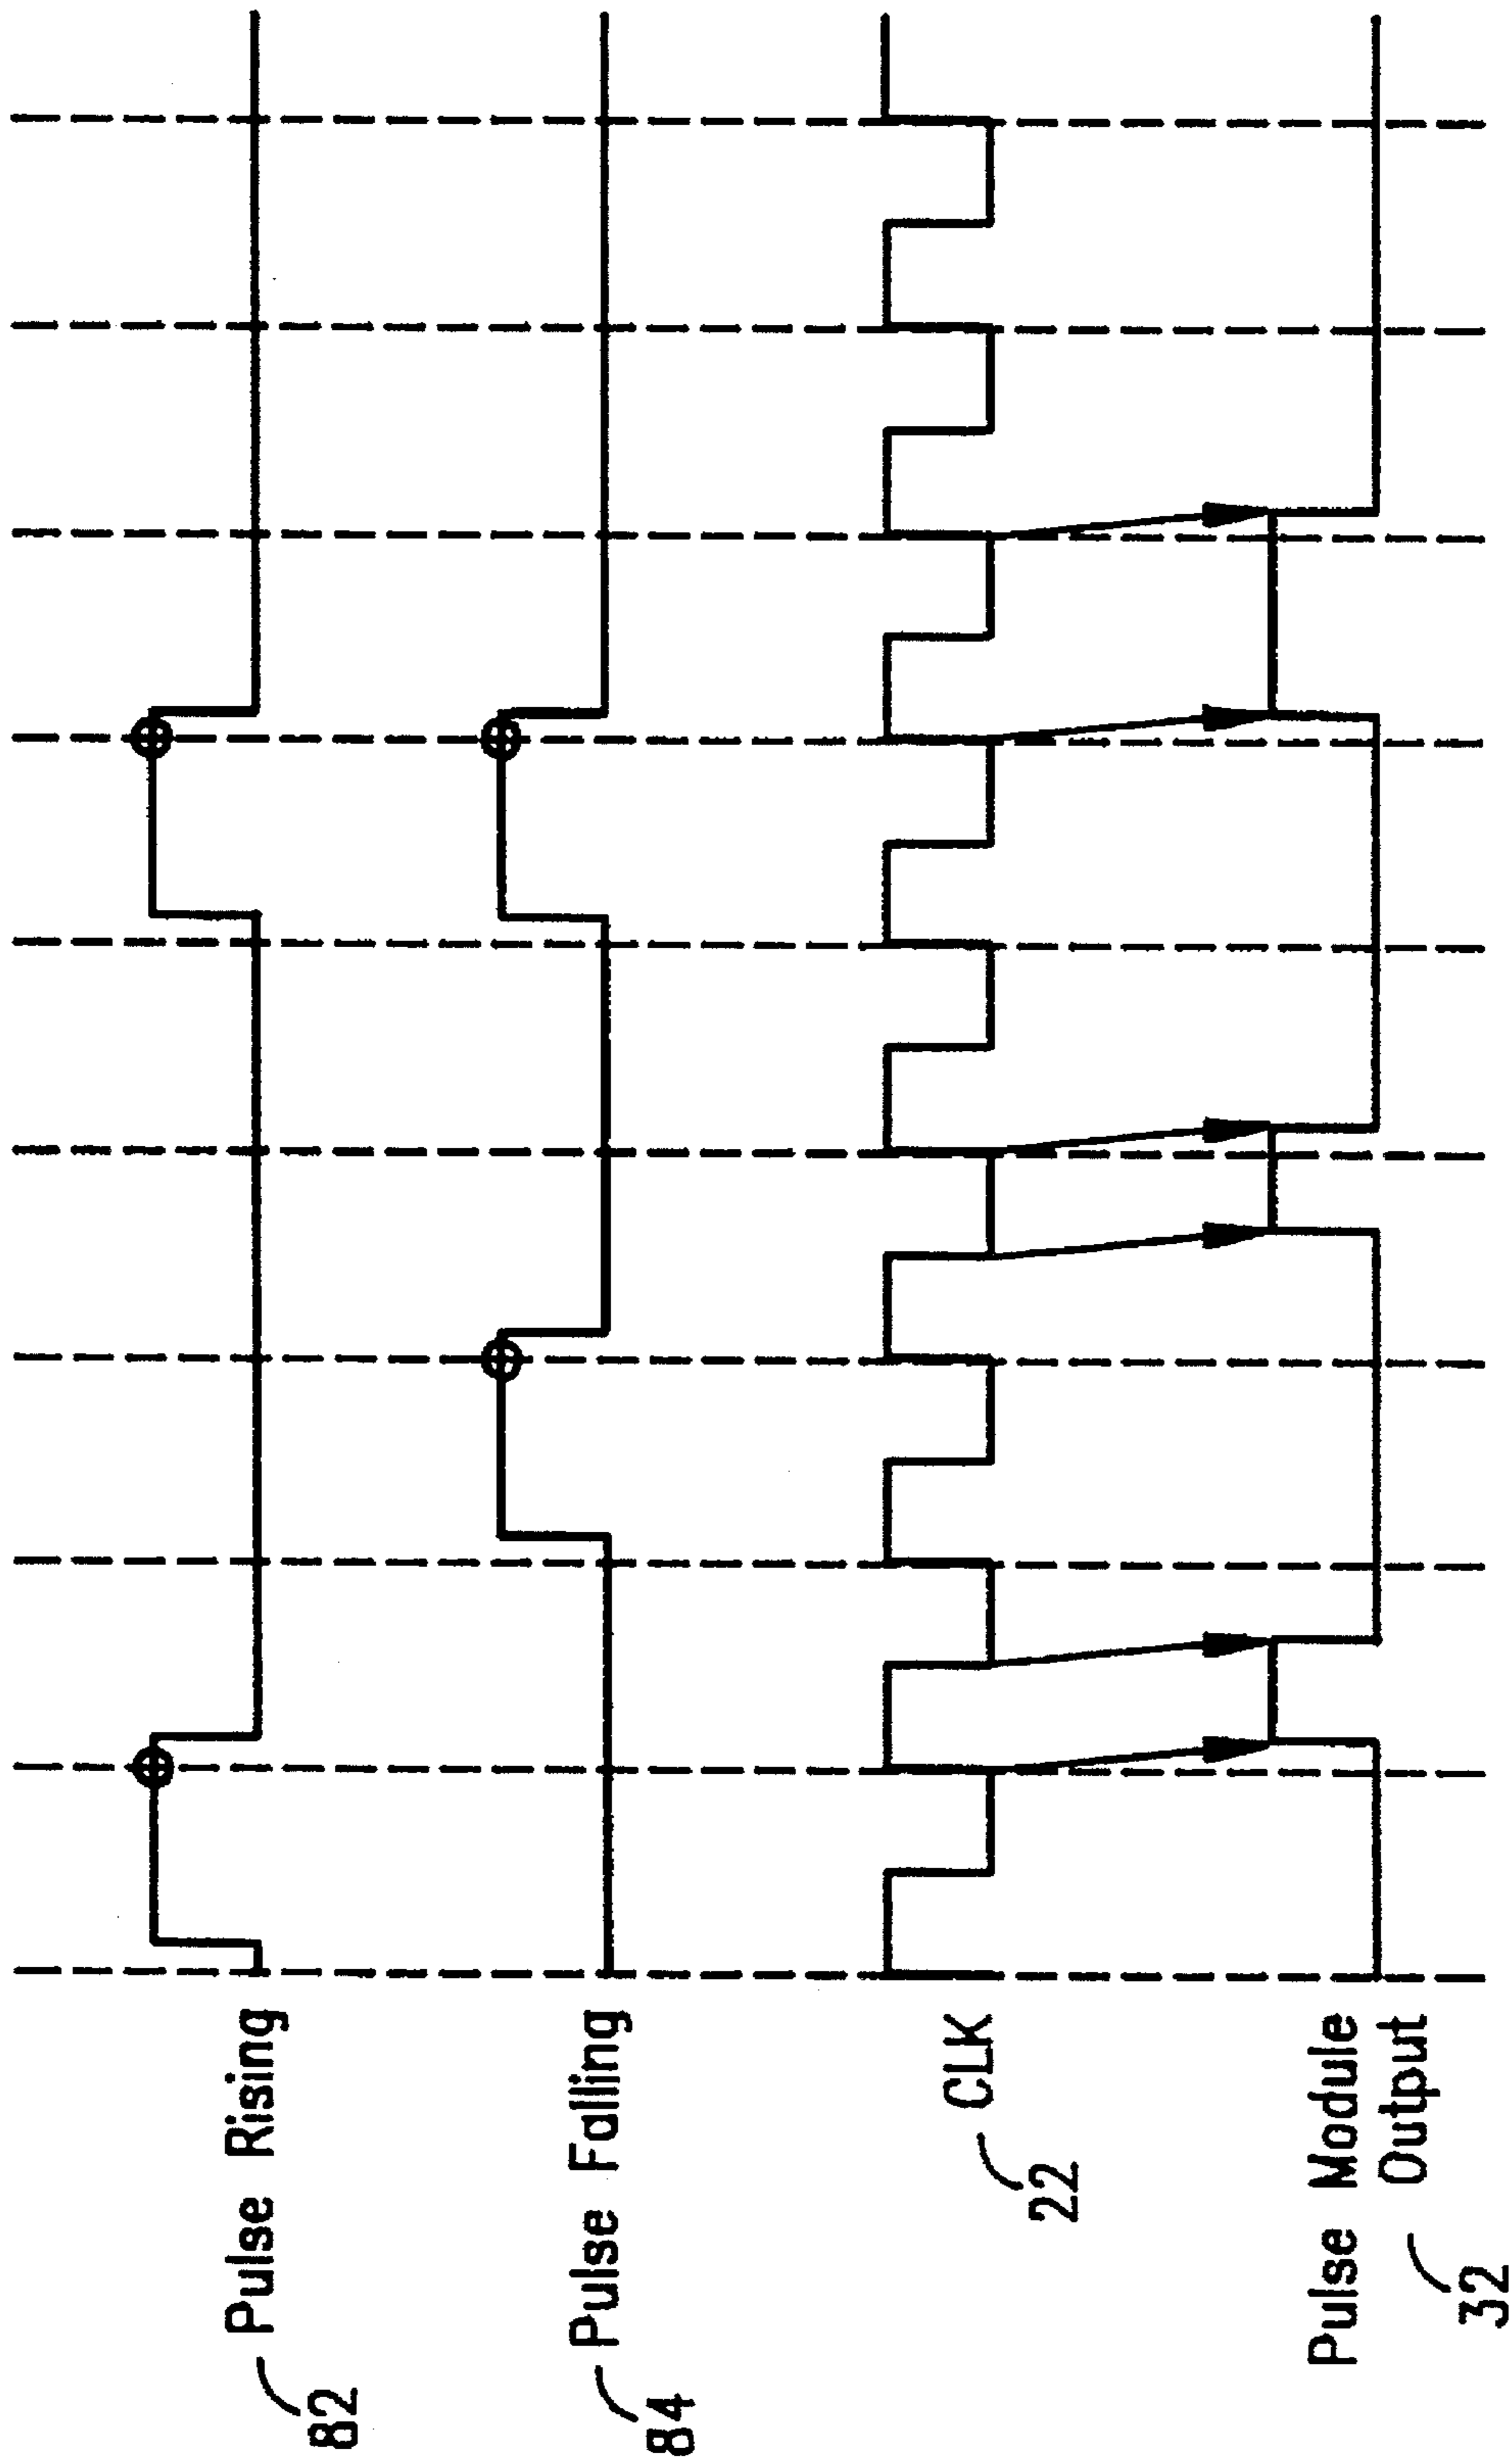 Pulse Rising
82
Pulse Falling
84
CLK
22
Pulse Module
Output
32